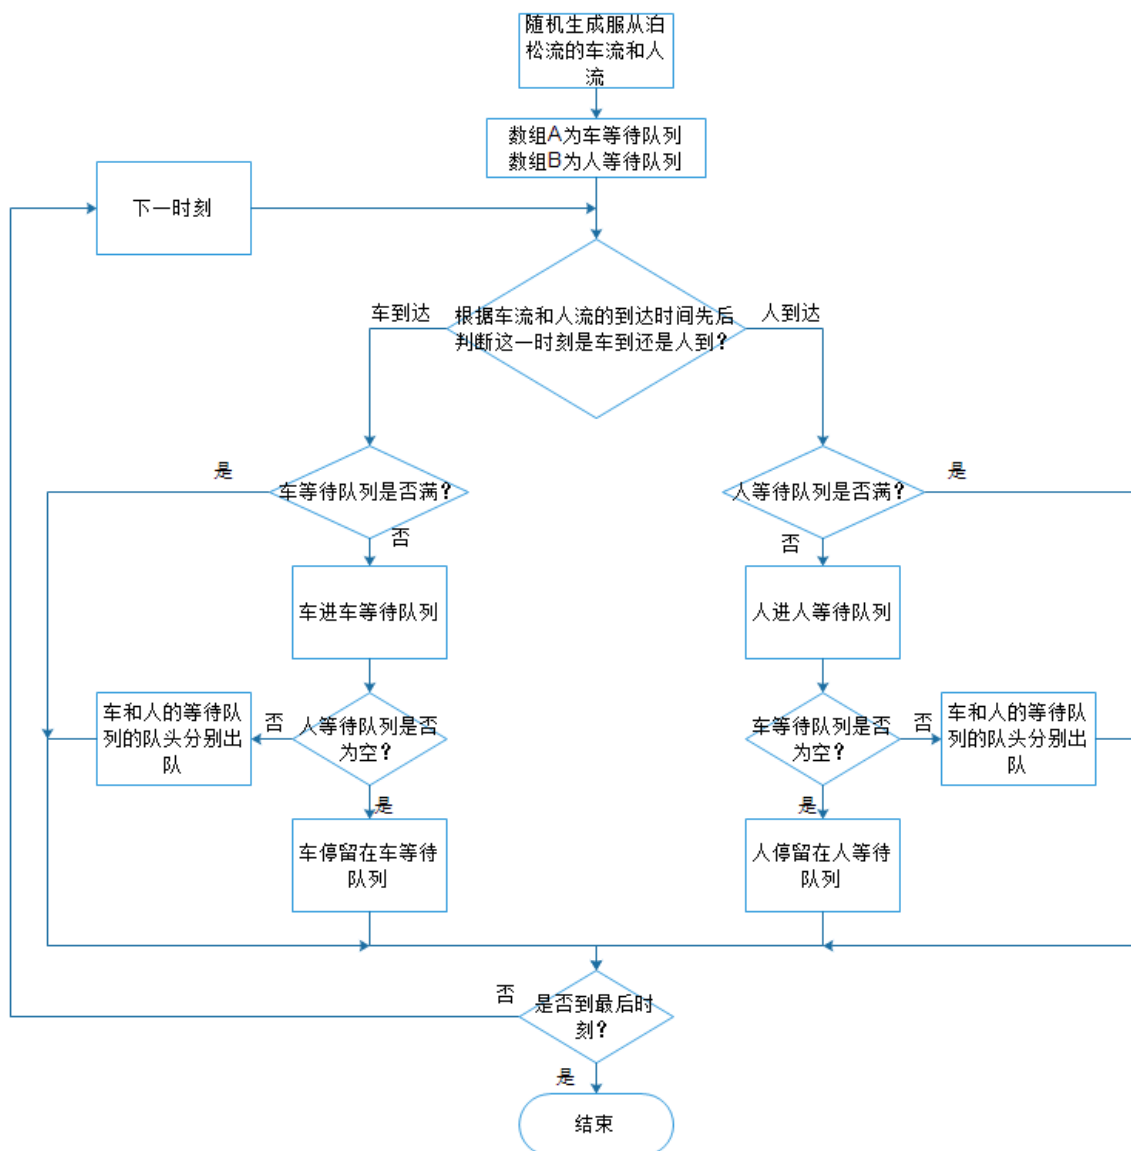 随机生成服从泊
松流的车流和人
流
数组A为车等待队列
数组B为人等待队列
下一时刻
车到达
根据车流和人流的到达时间先后
判断这一时刻是车到还是人到？
人到达
是
车等待队列是否满？
否
人等待队列是否满？
是
否
车进车等待队列
人进人等待队列
车和人的等待队
列的队头分别出
队
否
人等待队列是否
为空？
是
车等待队列是否
为空？
否
是
车和人的等待队
列的队头分别出
队
车停留在车等待
队列
人停留在人等待
队列
否
是否到最后时
刻？
是
结束